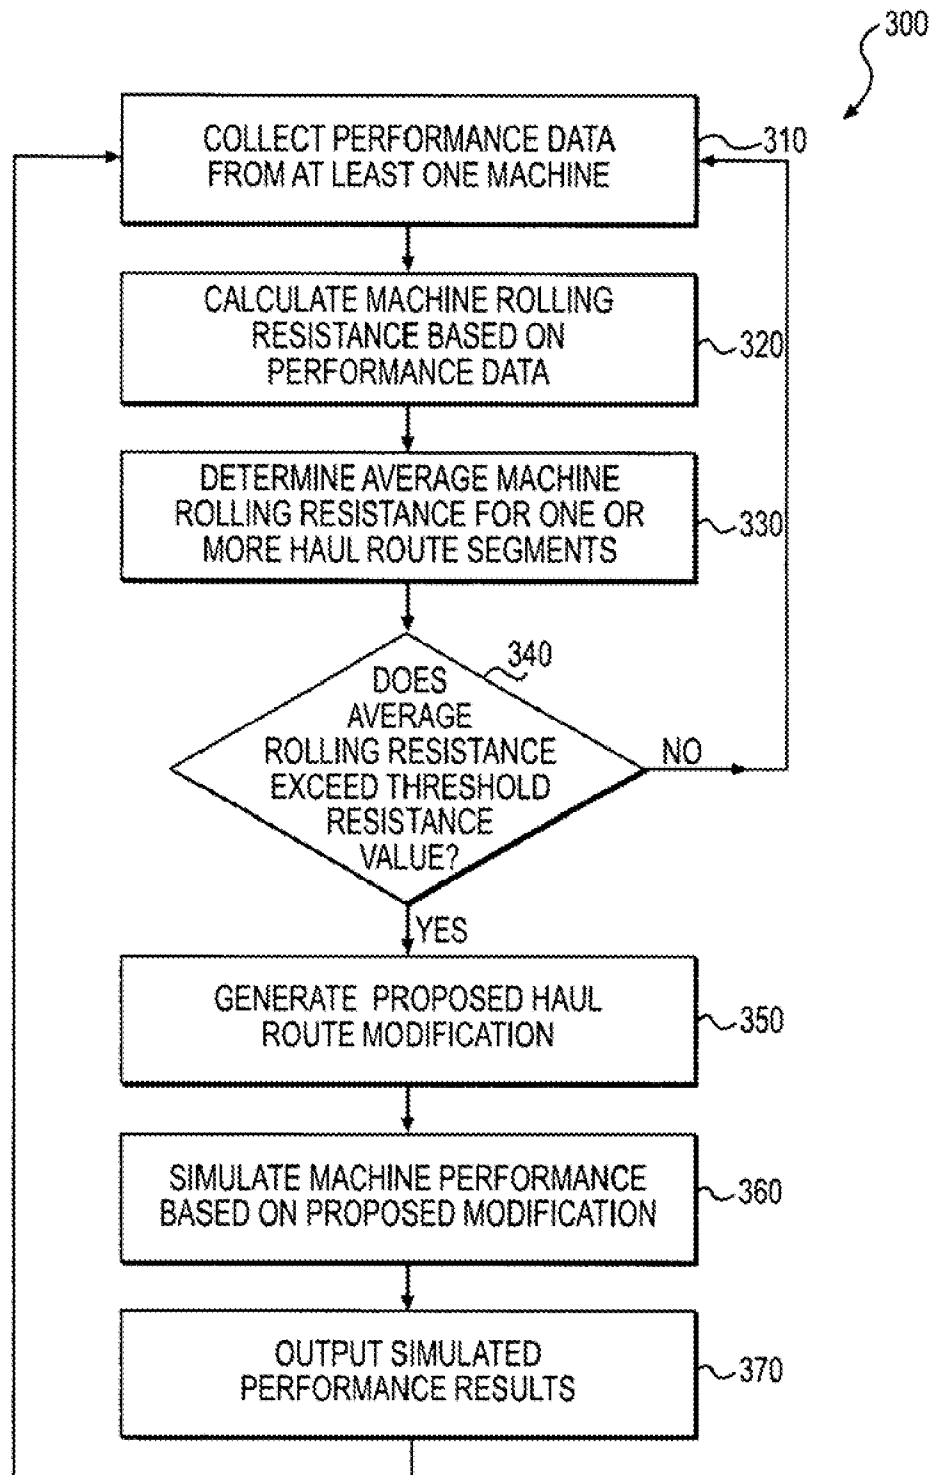 300
COLLECT PERFORMANCE DATA
FROM AT LEAST ONE MACHINE
310
CALCULATE MACHINE ROLLING
RESISTANCE BASED ON
PERFORMANCE DATA
320
DETERMINE AVERAGE MACHINE
ROLLING RESISTANCE FOR ONE OR
MORE HAUL ROUTE SEGMENTS
330
340
DOES
AVERAGE
ROLLING RESISTANCE
EXCEED THRESHOLD
RESISTANCE
VALUE?
NO
YES
GENERATE PROPOSED HAUL
ROUTE MODIFICATION
350
SIMULATE MACHINE PERFORMANCE
BASED ON PROPOSED MODIFICATION
360
OUTPUT SIMULATED
PERFORMANCE RESULTS
370